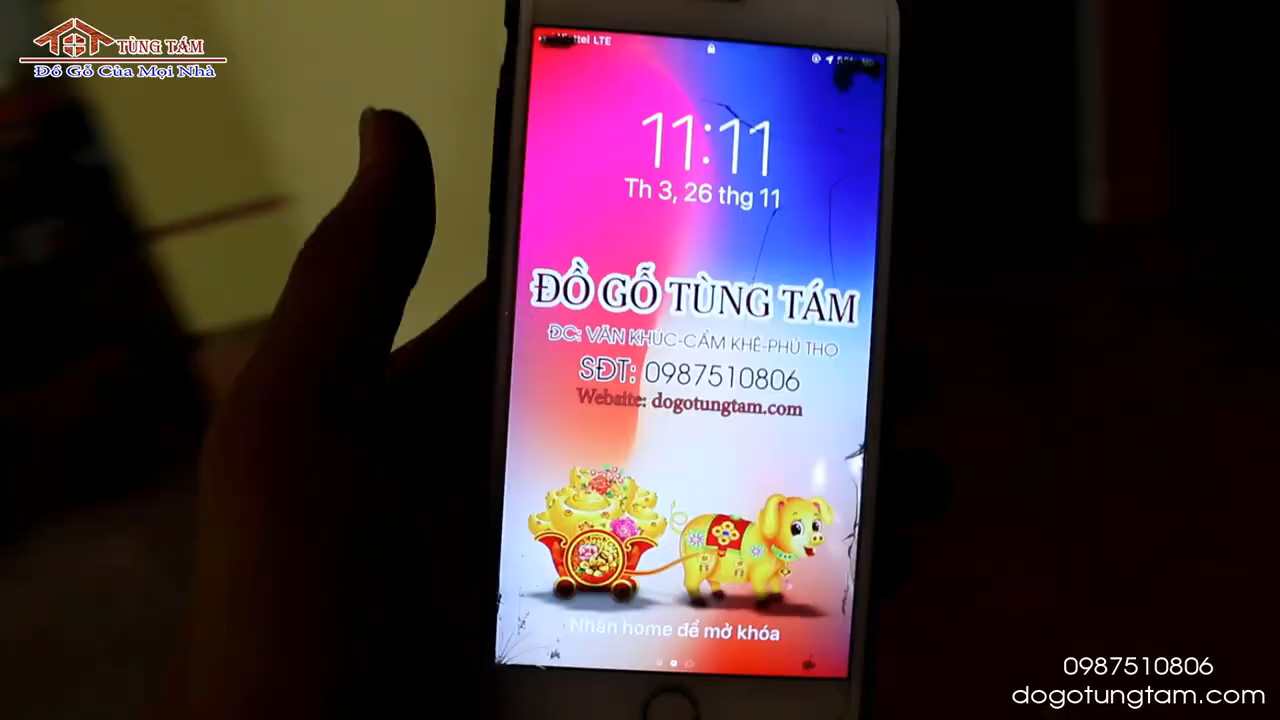 TÙNG TÁM
Đồ Gỗ Của Mọi Nhà
Viettel LTE
11:11
Th 3, 26 thg 11
ĐỒ GỖ TÙNG TÁM
ĐC: VĂN KHÚC-CẨM KHÊ-PHÚ THỌ
SĐT: 0987510806
Website: dogotungtam.com
Nhấn home để mở khóa
0987510806
dogotungtam.com